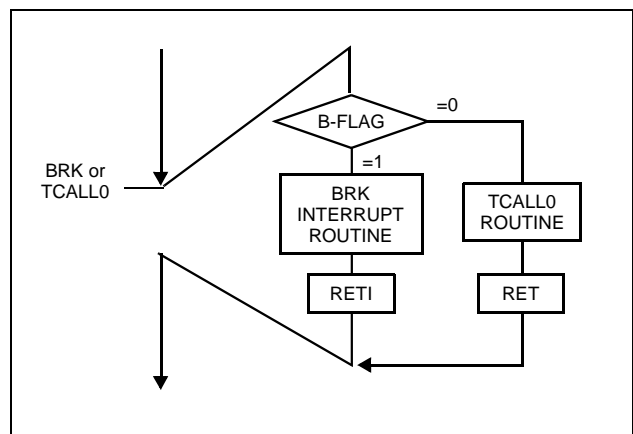 B-FLAG
=0
=1
BRK or
TCALL0
BRK
INTERRUPT
ROUTINE
TCALL0
ROUTINE
RETI
RET